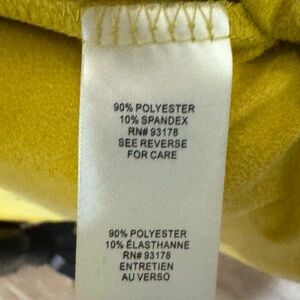 90% POLYESTER
10% SPANDEX
RN# 93178
SEE REVERSE
FOR CARE
90% POLYESTER
10% ÉLASTHANNE
RN# 93178
ENTRETIEN
AU VERSO